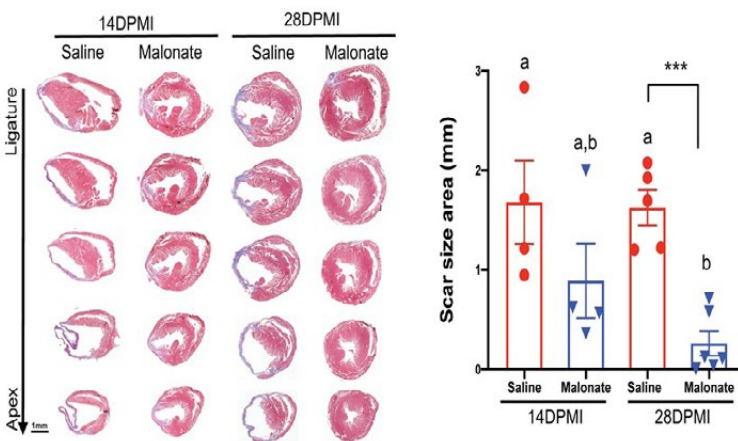 14DPMI 28DPMI
Saline Malonate Saline Malonate
Ligature
Apex
1mm
Scar size area (mm)
3
2
1
0
a
a,b
a
***
b
Saline Malonate Saline Malonate
14DPMI 28DPMI